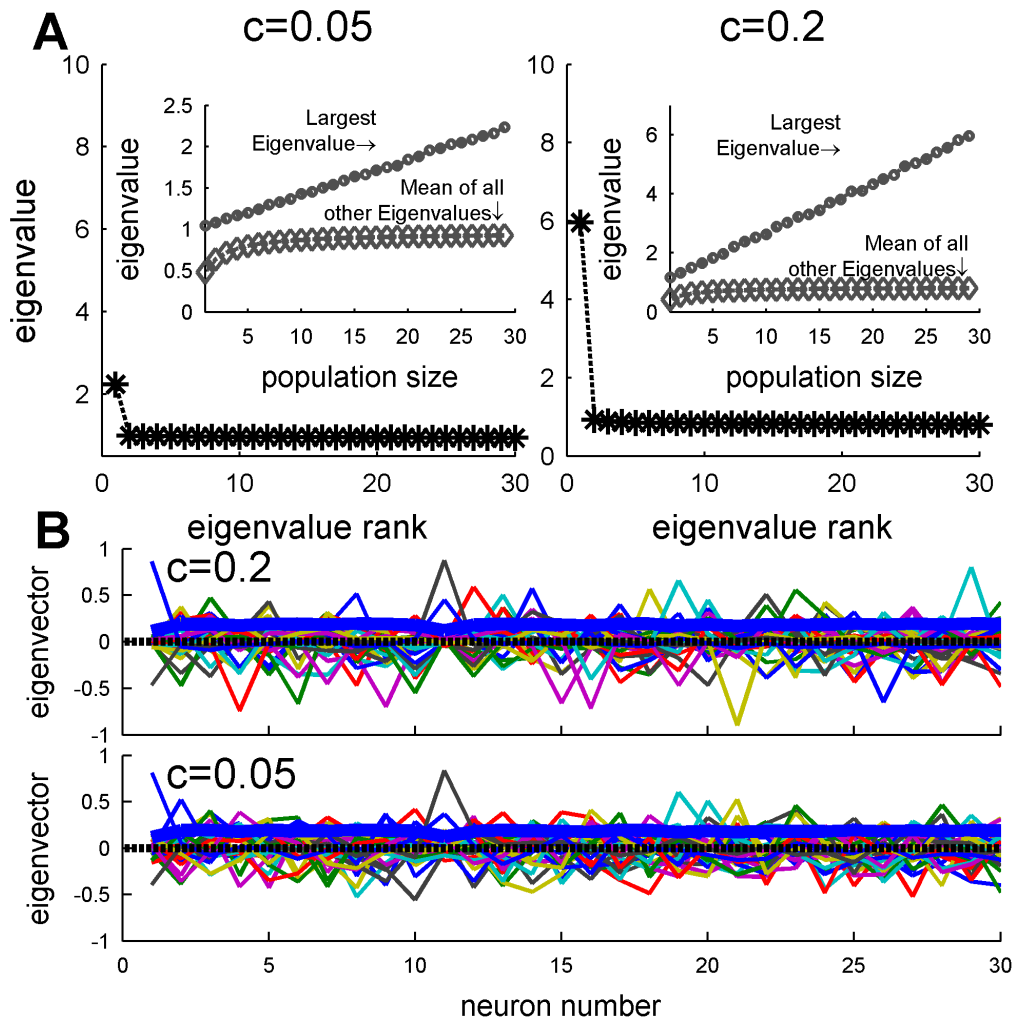 A
c=0.05
c=0.2
10
8
6
4
2
eigenvalue
0
10
20
30
eigenvalue rank
2.5
2
1.5
1
0.5
0
eigenvalue
Largest
Eigenvalue→
Mean of all
other Eigenvalues↓
5
10
15
20
25
30
population size
10
8
6
4
2
0
0
10
20
30
eigenvalue rank
6
4
2
0
eigenvalue
Largest
Eigenvalue→
Mean of all
other Eigenvalues↓
5
10
15
20
25
30
population size
B
c=0.2
1
0.5
0
-0.5
-1
eigenvector
c=0.05
1
0.5
0
-0.5
-1
eigenvector
0
5
10
15
20
25
30
neuron number